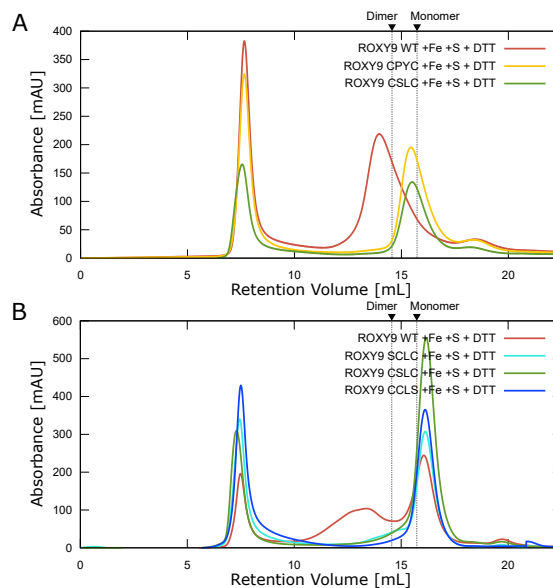 A
Dimer Monomer
400
350
300
250
200
150
100
50
0
Absorbance [mAU]
ROXY9 WT +Fe +S + DTT
ROXY9 CPYC +Fe +S + DTT
ROXY9 CSLC +Fe +S + DTT
0 5 10 15 20
Retention Volume [mL]
B
Dimer Monomer
600
500
400
300
200
100
0
Absorbance [mAU]
ROXY9 WT +Fe +S + DTT
ROXY9 SCLC +Fe +S + DTT
ROXY9 CSLC +Fe +S + DTT
ROXY9 CCLS +Fe +S + DTT
0 5 10 15 20
Retention Volume [mL]